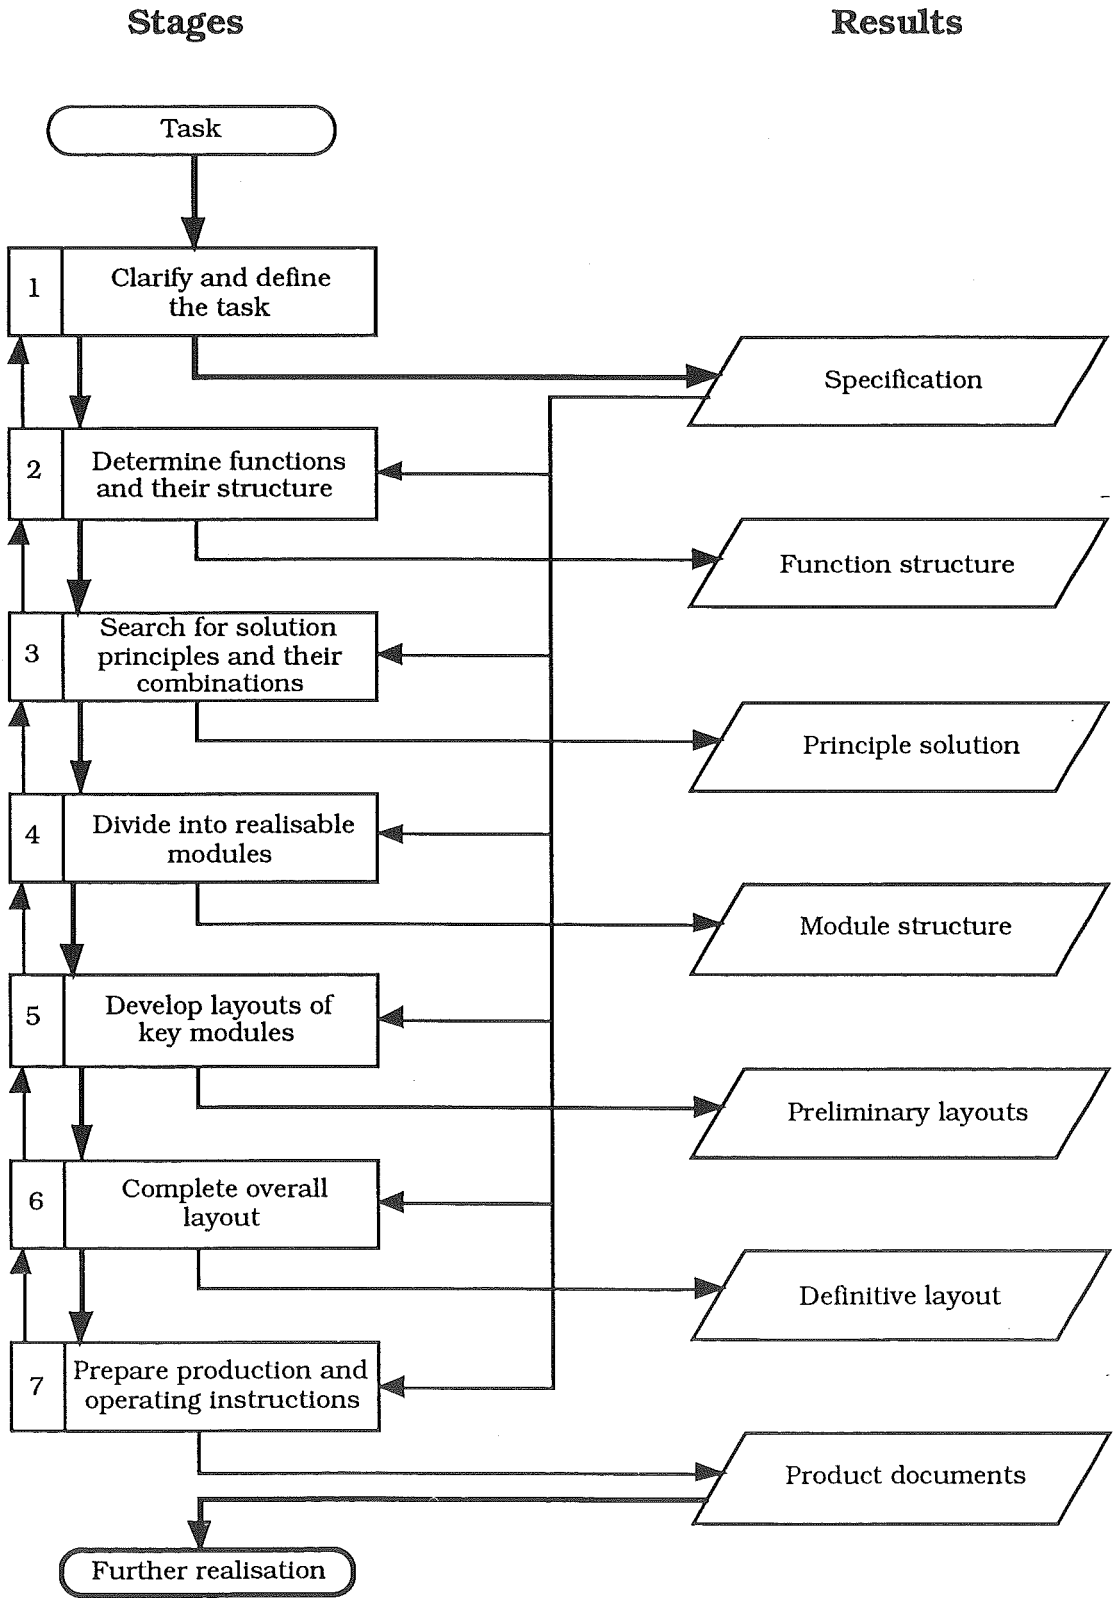 Stages
Results
Task
1
Clarify and define
the task
Specification
2
Determine functions
and their structure
Function structure
3
Search for solution
principles and their
combinations
Principle solution
4
Divide into realisable
modules
Module structure
5
Develop layouts of
key modules
Preliminary layouts
6
Complete overall
layout
Definitive layout
7
Prepare production and
operating instructions
Product documents
Further realisation